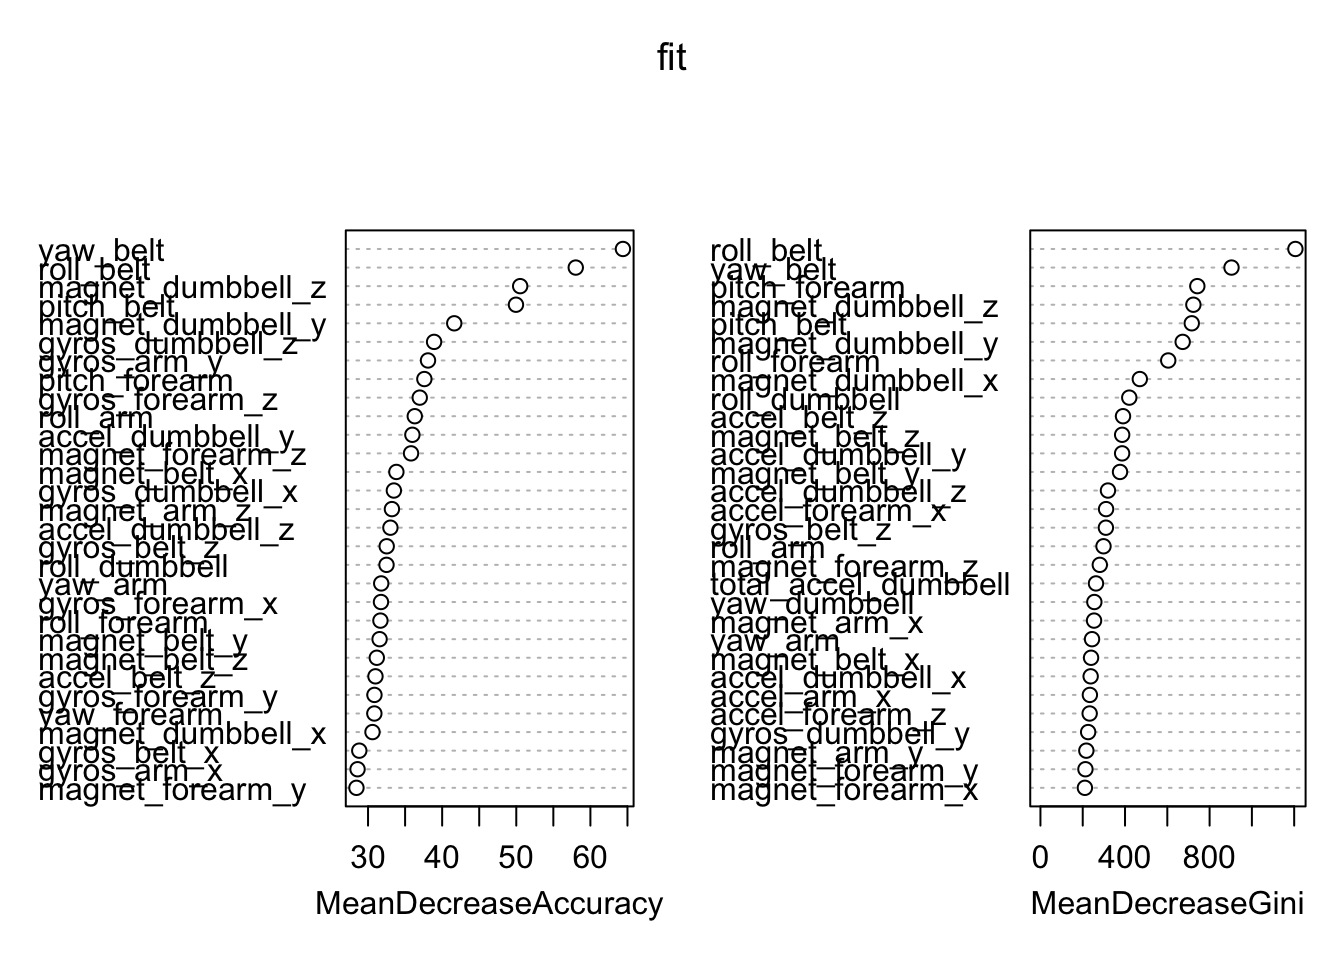 fit
yaw_belt
roll_belt
magnet_dumbbell_z
pitch_belt
magnet_dumbbell_y
gyros_dumbbell_z
gyros_arm_y
pitch_forearm
gyros_forearm_z
roll_arm
accel_dumbbell_y
magnet_forearm_z
magnet_belt_x
gyros_dumbbell_x
magnet_arm_z
accel_dumbbell_z
gyros_belt_z
roll_dumbbell
yaw_arm
gyros_forearm_x
roll_forearm
magnet_belt_y
magnet_belt_z
accel_belt_z
gyros_forearm_y
yaw_forearm
magnet_dumbbell_x
gyros_belt_x
gyros_arm_x
magnet_forearm_y
30 40 50 60
MeanDecreaseAccuracy
roll_belt
yaw_belt
pitch_forearm
magnet_dumbbell_z
pitch_belt
magnet_dumbbell_y
roll_forearm
magnet_dumbbell_x
roll_dumbbell
accel_belt_z
magnet_belt_z
accel_dumbbell_y
magnet_belt_y
accel_dumbbell_z
accel_forearm_x
gyros_belt_z
roll_arm
magnet_forearm_z
total_accel_dumbbell
yaw_dumbbell
magnet_arm_x
yaw_arm
magnet_belt_x
accel_dumbbell_x
accel_arm_x
accel_forearm_z
gyros_dumbbell_y
magnet_arm_y
magnet_forearm_y
magnet_forearm_x
0 400 800
MeanDecreaseGini